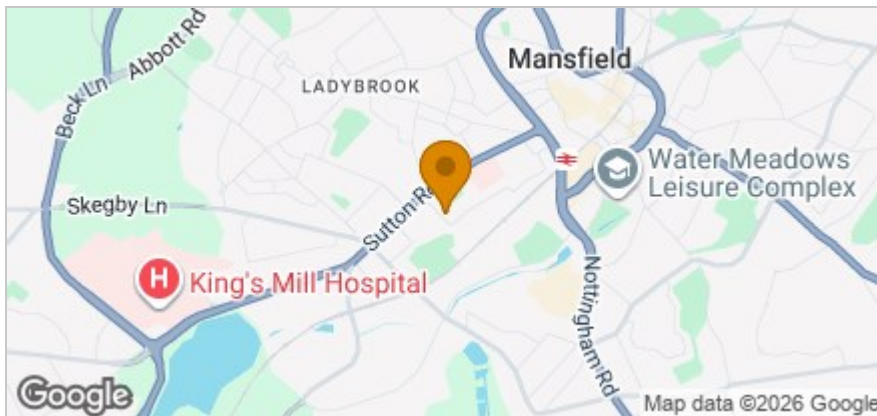 Abbott Rd
Beck Ln
LADYBROOK
Mansfield
Water Meadows
Leisure Complex
Skegby Ln
Sutton Rd
H
King's Mill Hospital
Nottingham Rd
Google
Map data ©2026 Google